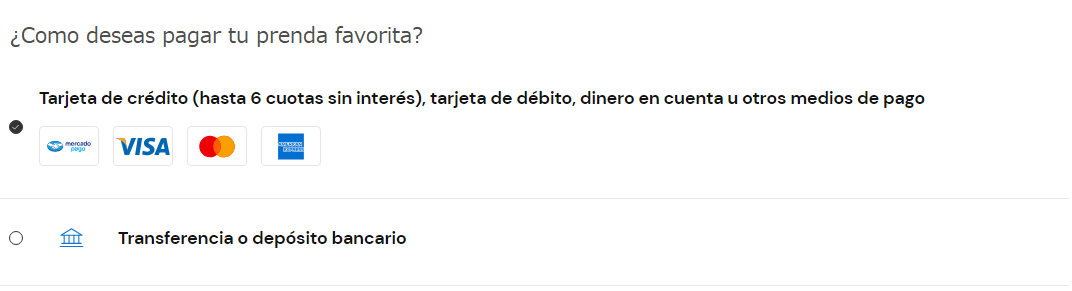 ¿Como deseas pagar tu prenda favorita?
Tarjeta de crédito (hasta 6 cuotas sin interés), tarjeta de débito, dinero en cuenta u otros medios de pago
mercado
pago
VISA
AMERICAN
EXPRESS
Transferencia o depósito bancario